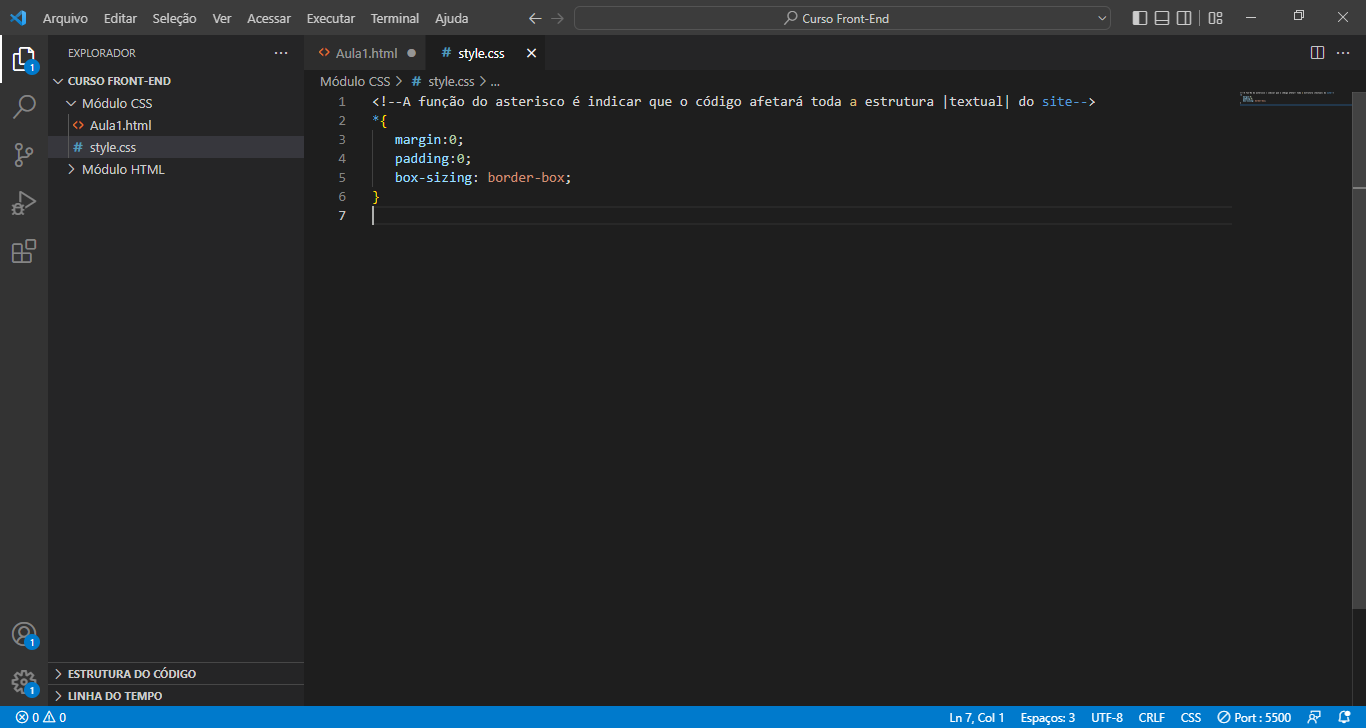 Arquivo Editar Seleção Ver Acessar Executar Terminal Ajuda Curso Front-End
EXPLORADOR
Aula1.html
# style.css
CURSO FRONT-END
Módulo CSS
Aula1.html
# style.css
Módulo HTML
Módulo CSS > # style.css > ...
1 <!--A função do asterisco é indicar que o código afetará toda a estrutura |textual| do site-->
2 *{
3 margin:0;
4 padding:0;
5 box-sizing: border-box;
6 }
7
1
1
1
ESTRUTURA DO CÓDIGO
LINHA DO TEMPO
0 0 Ln 7, Col 1 Espaços: 3 UTF-8 CRLF CSS Port : 5500